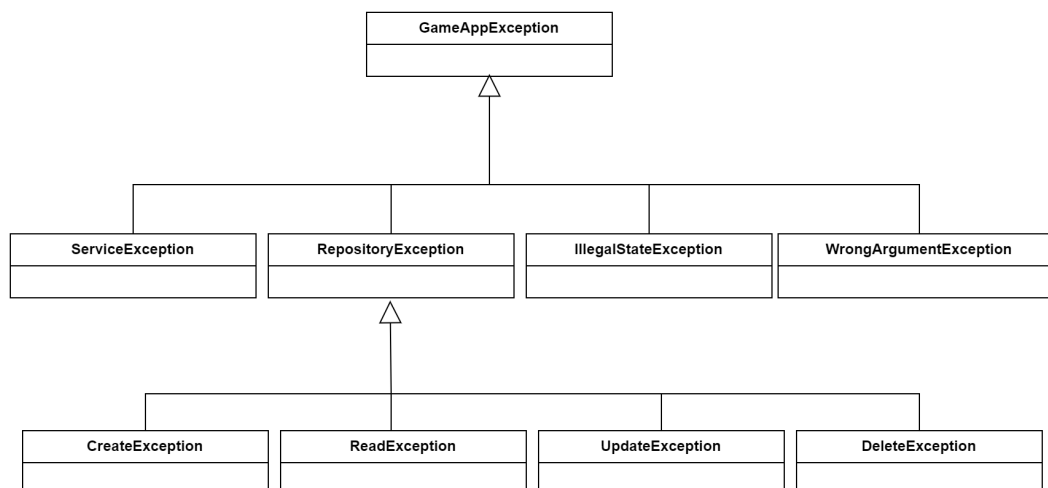 GameAppException
ServiceException
RepositoryException
IllegalStateException
WrongArgumentException
CreateException
ReadException
UpdateException
DeleteException